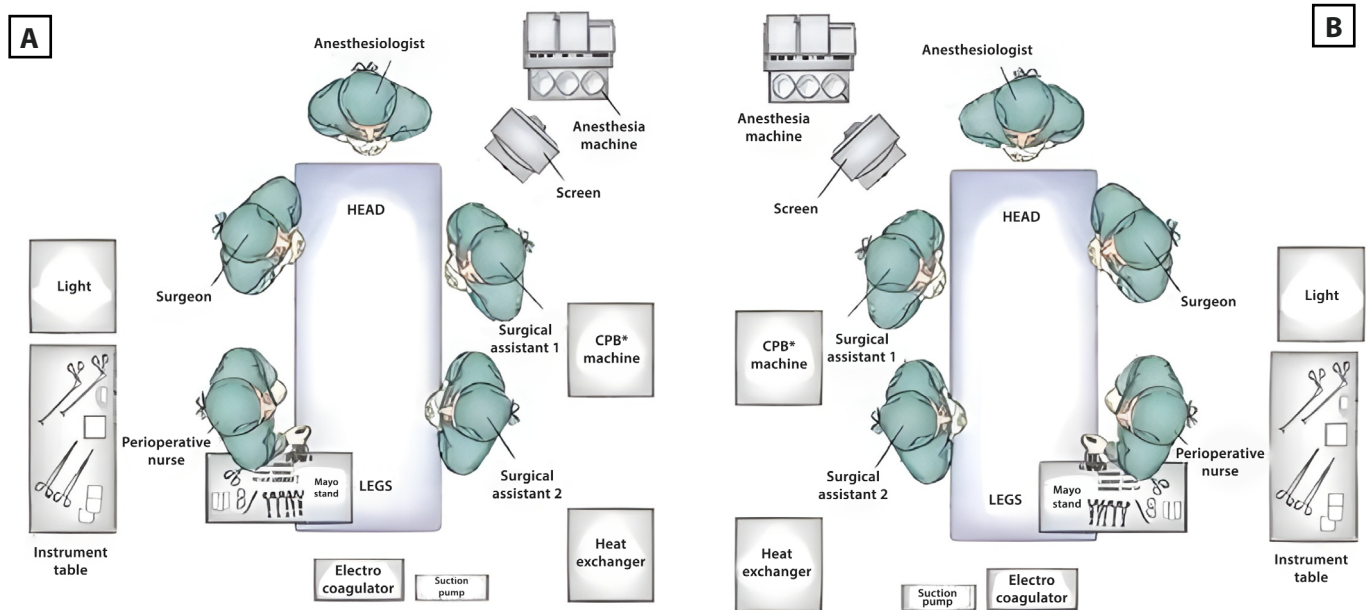 A
Anesthesiologist
Anesthesia
machine
Screen
HEAD
Light
Surgeon
Surgical
assistant 1
CPB*
machine
Perioperative
nurse
Mayo
stand
LEGS
Surgical
assistant 2
Instrument
table
Electro
coagulator
Suction
pump
Heat
exchanger
B
Anesthesiologist
Anesthesia
machine
Screen
HEAD
Surgeon
Light
Surgical
assistant 1
CPB*
machine
Perioperative
nurse
Surgical
assistant 2
LEGS
Mayo
stand
Heat
exchanger
Suction
pump
Electro
coagulator
Instrument
table